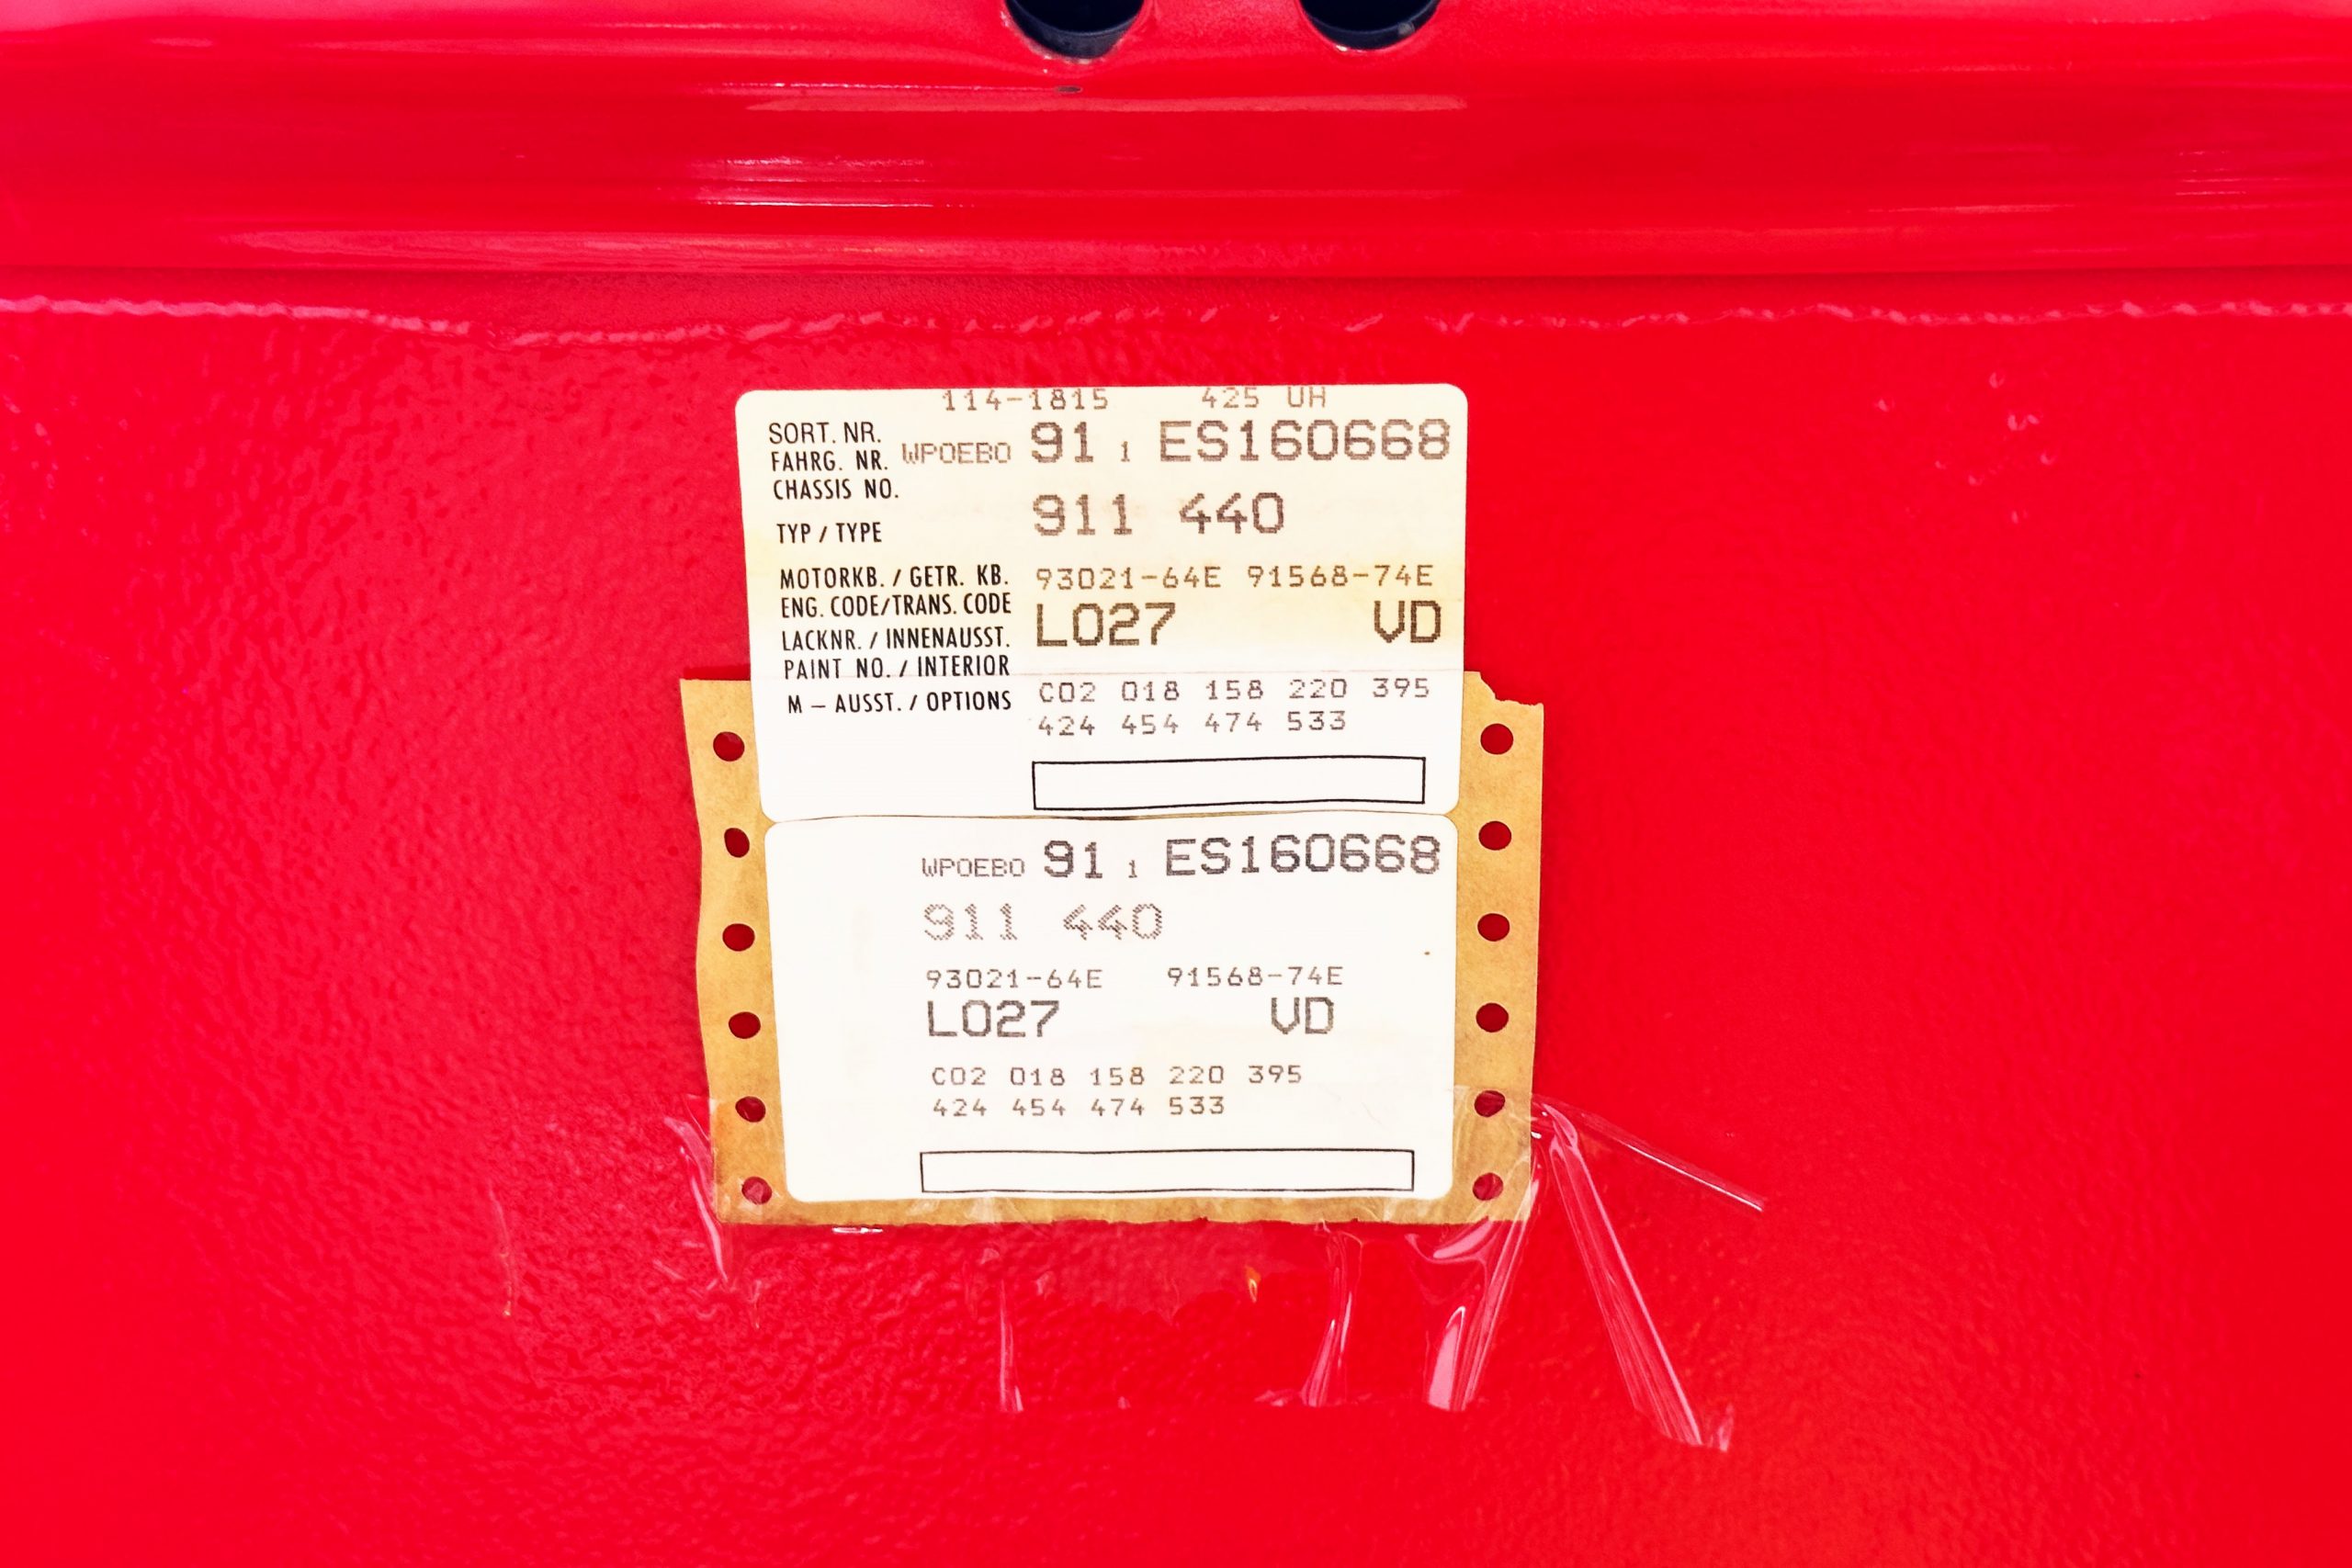 114-1815 425 UH
SORT. NR.
FAHRG. NR. WPOEBO 91 1 ES160668
CHASSIS NO.
TYP / TYPE 911 440
MOTORKB. / GETR. KB. 93021-64E 91568-74E
ENG. CODE/TRANS. CODE
LACKNR. / INNENAUSST. L027 VD
PAINT NO. / INTERIOR
M – AUSST. / OPTIONS C02 018 158 220 395
424 454 474 533
WPOEBO 91 1 ES160668
911 440
93021-64E 91568-74E
L027 VD
C02 018 158 220 395
424 454 474 533